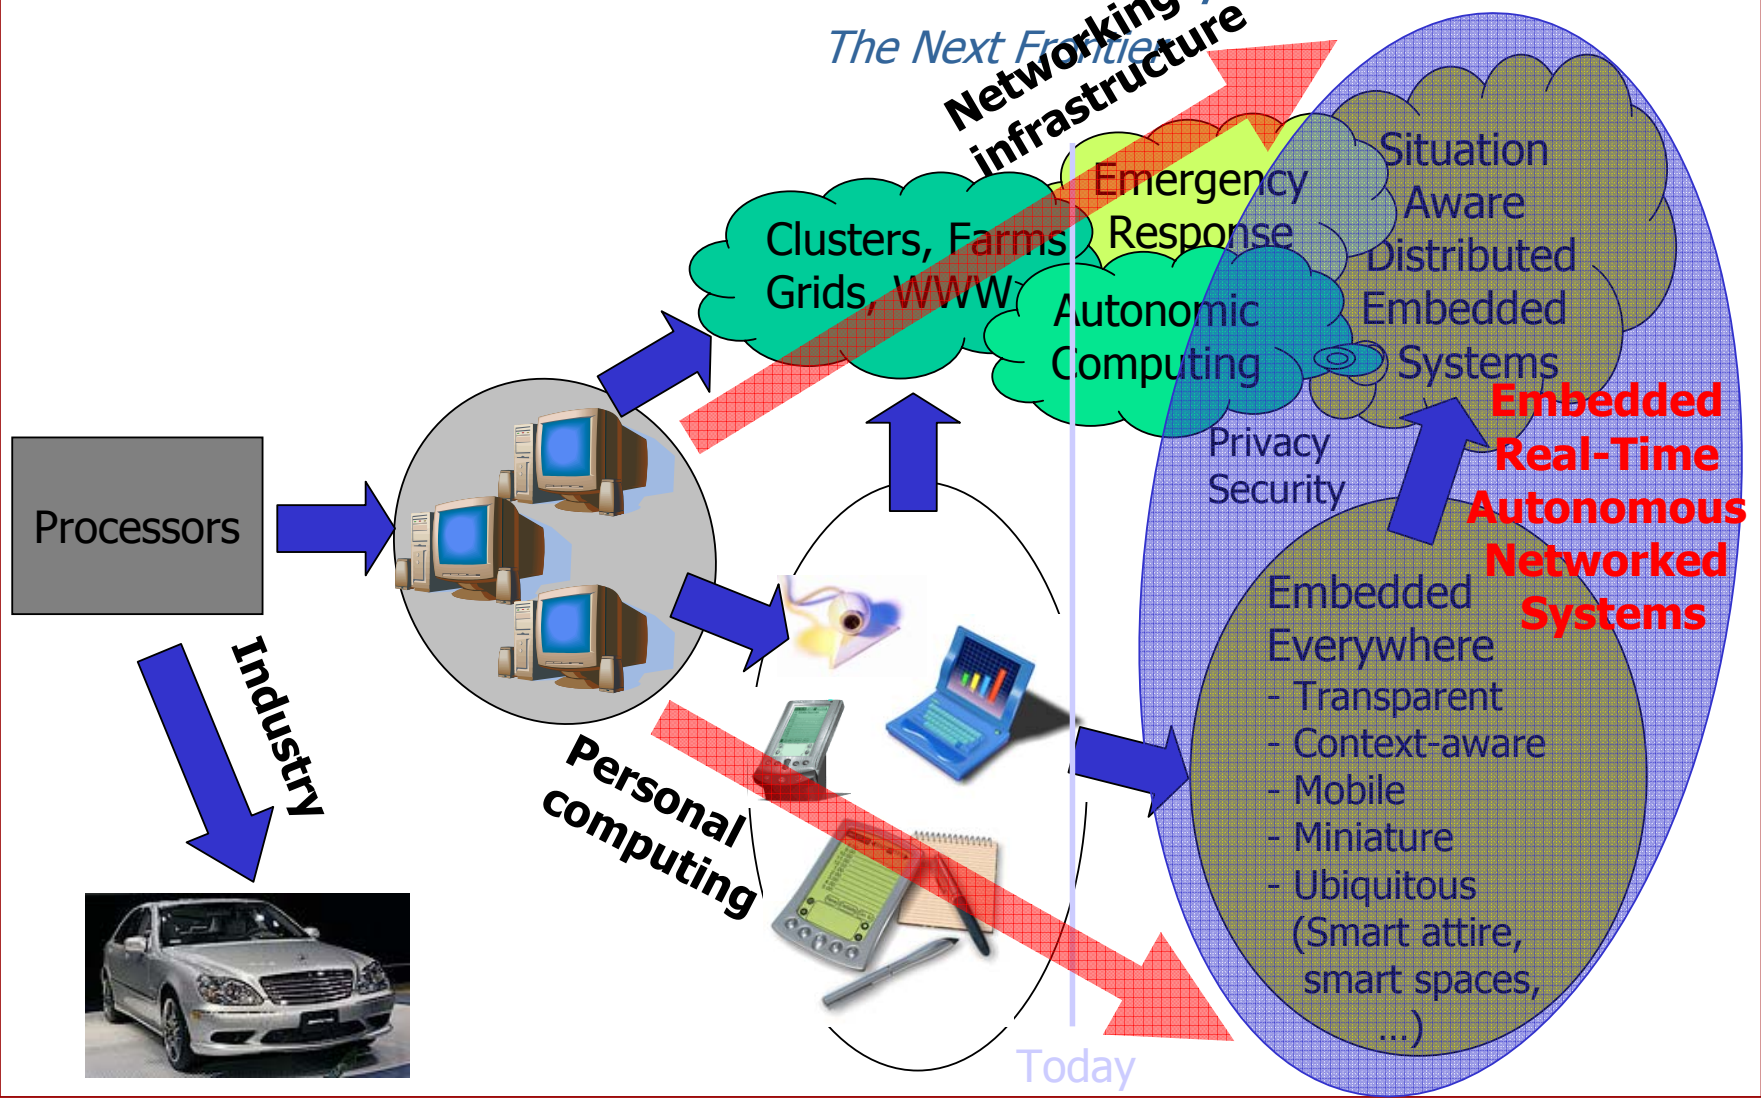 The Next Frontier
Networking
infrastructure
Situation
Aware
Distributed
Embedded
Systems
Emergency
Response
Clusters, Farms
Grids, WWW
Autonomic
Computing
Privacy
Security
Embedded
Real-Time
Autonomous
Networked
Systems
Processors
Industry
Personal
computing
Embedded
Everywhere
- Transparent
- Context-aware
- Mobile
- Miniature
- Ubiquitous
(Smart attire,
smart spaces,
...)
Today